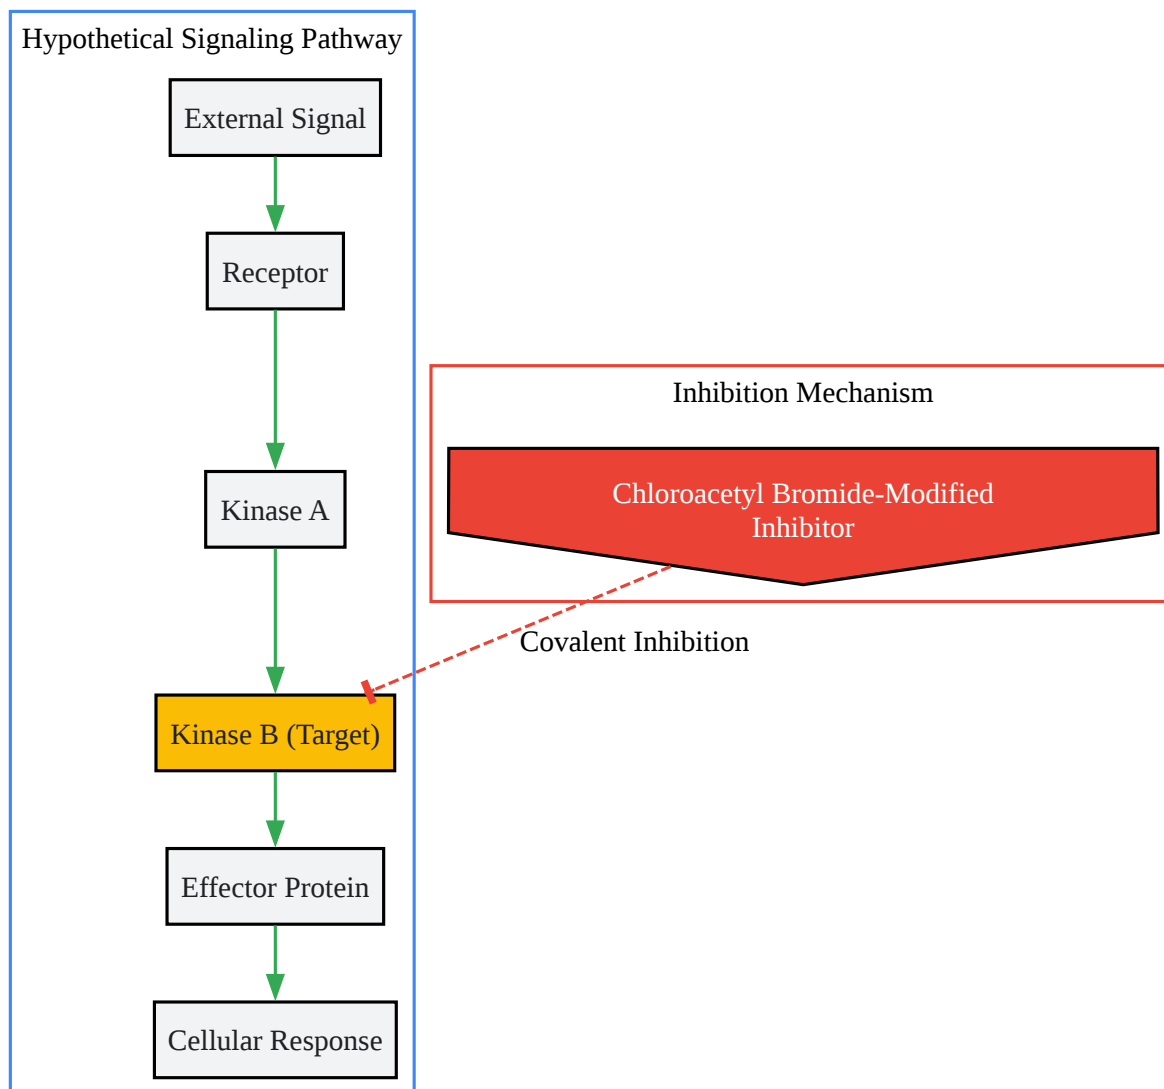 Hypothetical Signaling Pathway
External Signal
Receptor
Inhibition Mechanism
Kinase A
Chloroacetyl Bromide-Modified
Inhibitor
Covalent Inhibition
Kinase B (Target)
Effector Protein
Cellular Response